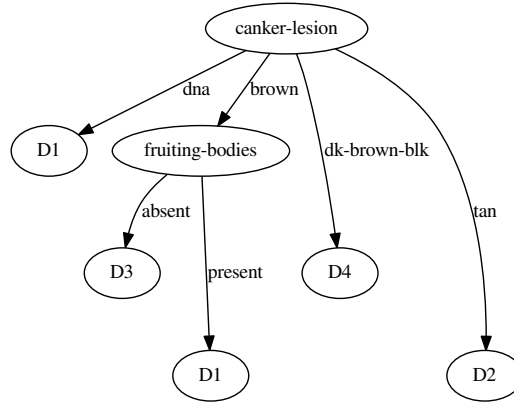 canker-lesion
dna
brown
D1
fruiting-bodies
dk-brown-blk
absent
tan
D3
present
D4
D1
D2